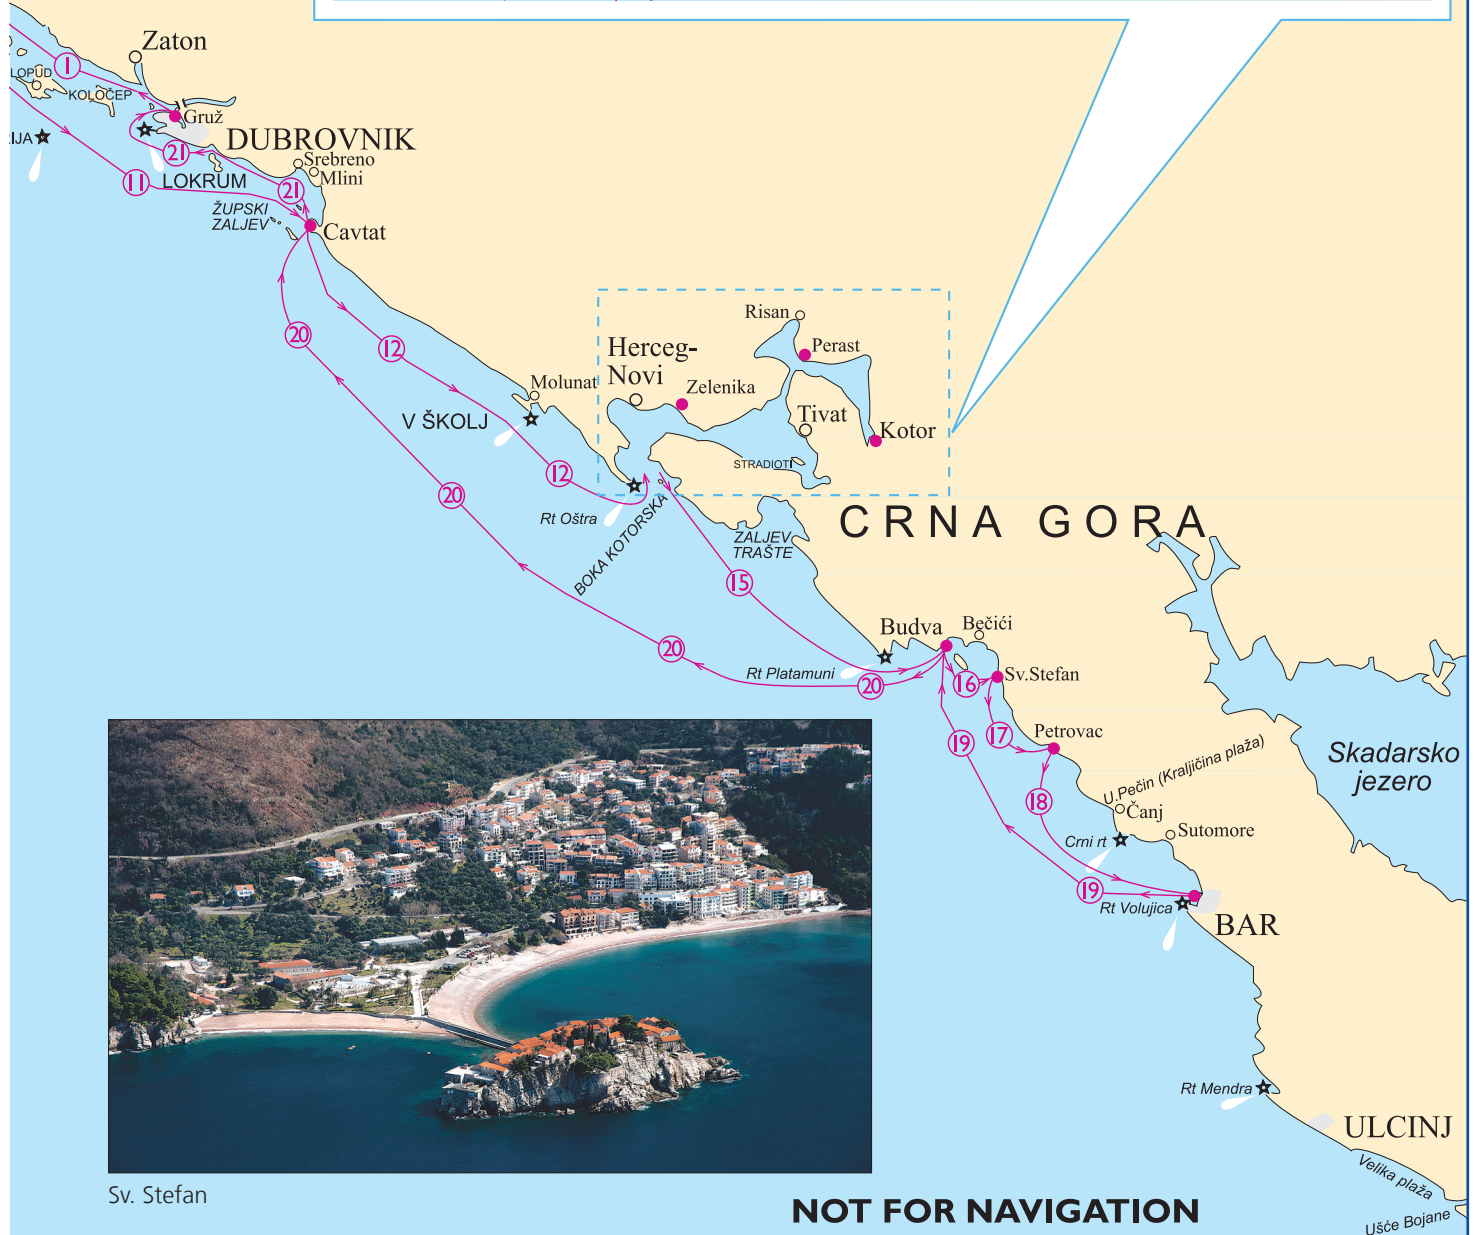 Zaton
1
LOPUD
KOLOČEP
Gruž
DUBROVNIK
21
Srebreno
Mlini
11
LOKRUM
21
ŽUPSKI
ZALJEV
Cavtat
20
12
Risan
Perast
Herceg-
Novi
Zelenika
Molunat
V ŠKOLJ
Tivat
Kotor
12
STRADIOTI
20
Rt Oštra
BOKA KOTORSKA
ZALJEV
TRAŠTE
CRNA GORA
15
Budva
Bečići
20
Rt Platamuni
20
16
Sv.Stefan
19
17
Petrovac
U.Pečin (Kraljičina plaža)
Skadarsko
jezero
18
Čanj
Crni rt
Sutomore
19
Rt Volujica
BAR
Rt Mendra
ULCINJ
Velika plaža
Ušće Bojane
Sv. Stefan
NOT FOR NAVIGATION